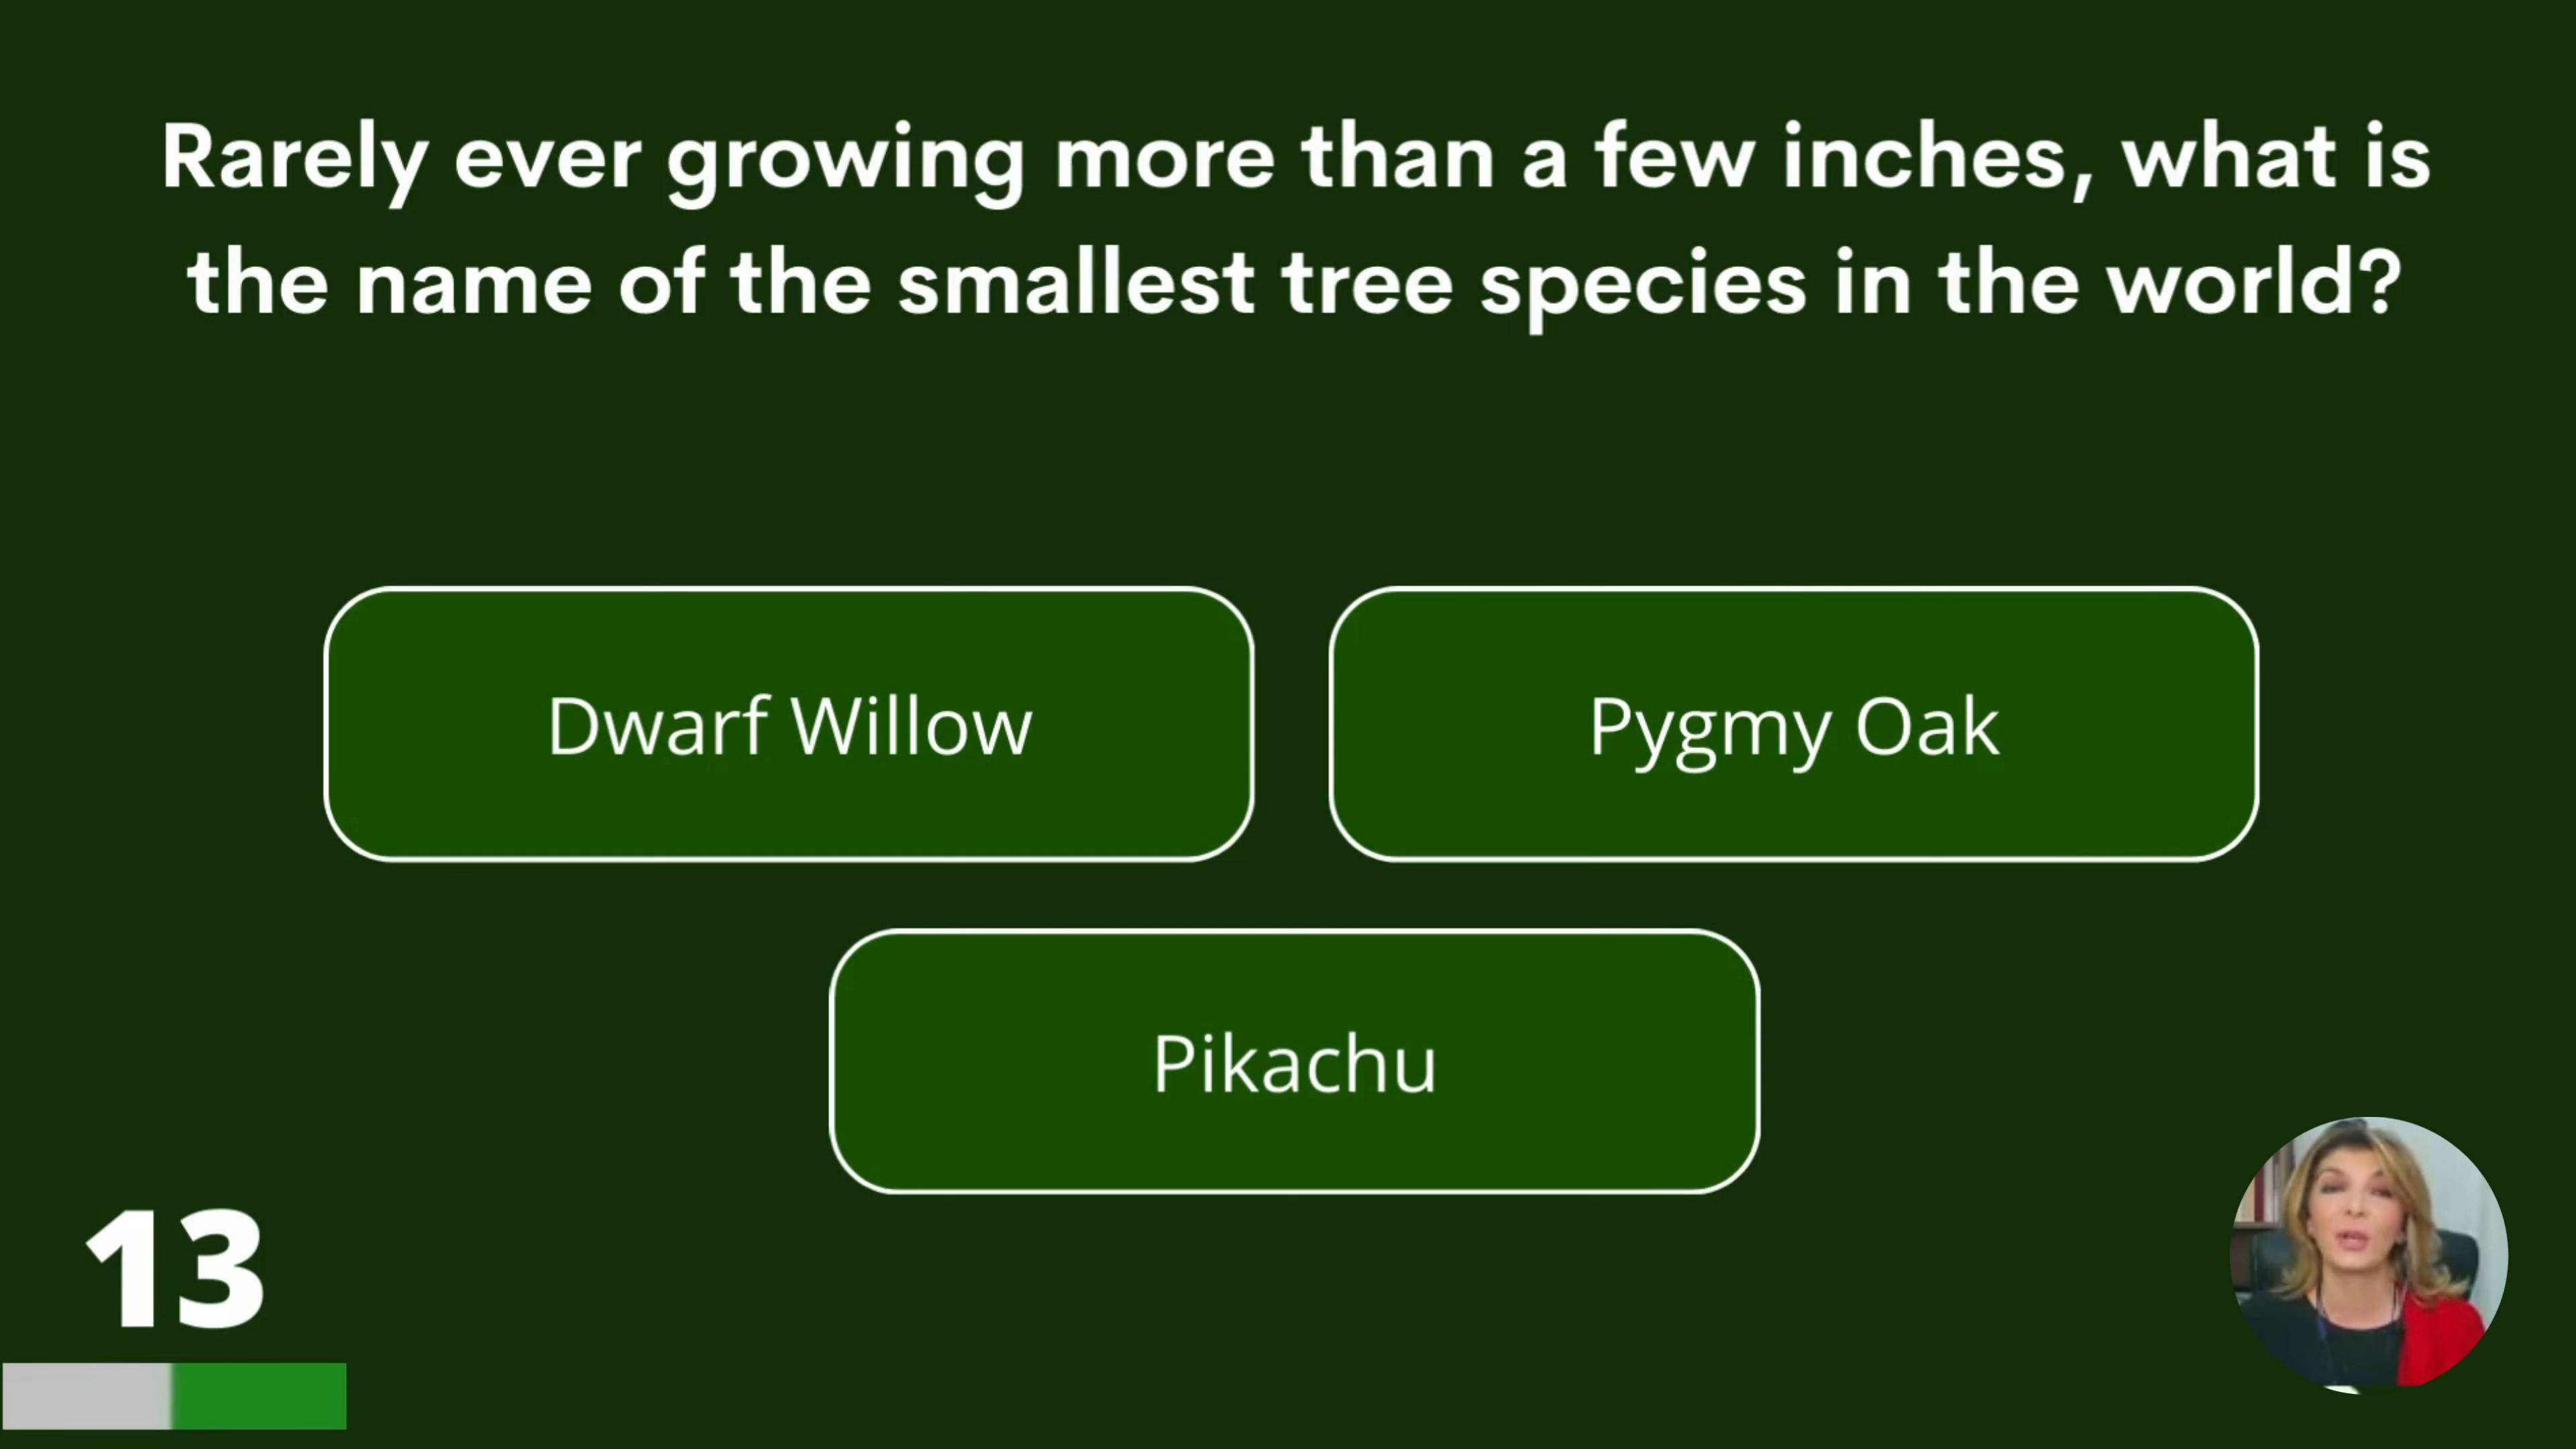 Rarely ever growing more than a few inches, what is
the name of the smallest tree species in the world?
Dwarf Willow
Pygmy Oak
Pikachu
13